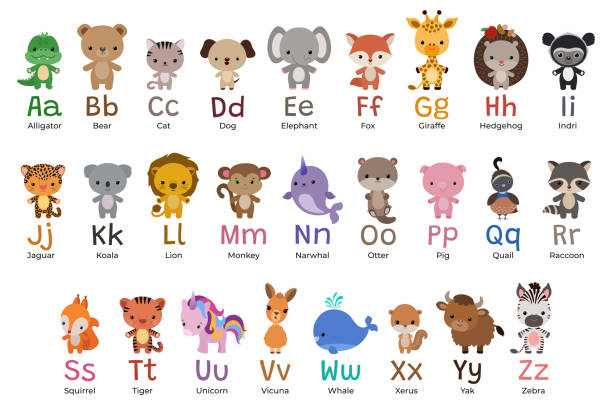 Aa Bb Cc Dd Ee Ff Gg Hh Ii
Alligator Bear Cat Dog Elephant Fox Giraffe Hedgehog Indri
Jj Kk Ll Mm Nn Oo Pp Qq Rr
Jaguar Koala Lion Monkey Narwhal Otter Pig Quail Raccoon
Ss Tt Uu Vv Ww Xx Yy Zz
Squirrel Tiger Unicorn Vicuna Whale Xerus Yak Zebra